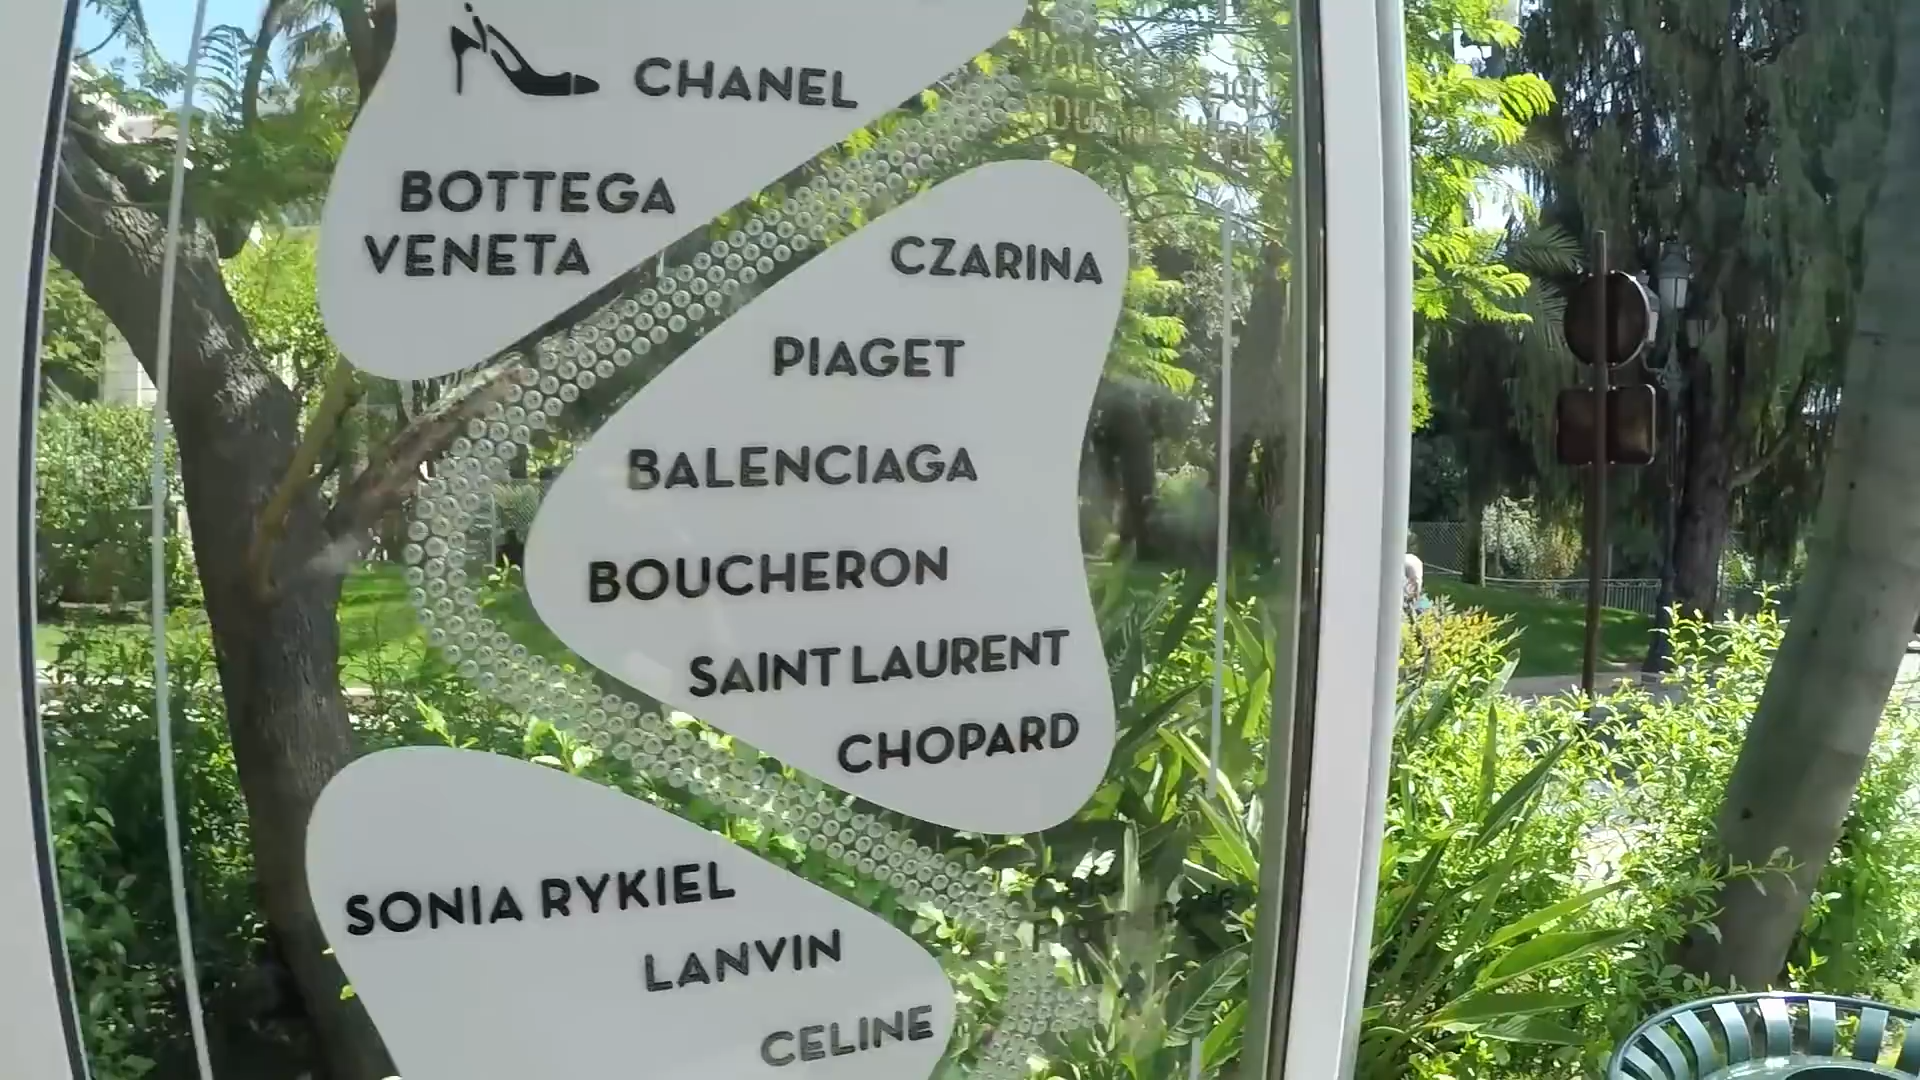 CHANEL
BOTTEGA
VENETA
CZARINA
PIAGET
BALENCIAGA
BOUCHERON
SAINT LAURENT
CHOPARD
SONIA RYKIEL
LANVIN
CELINE